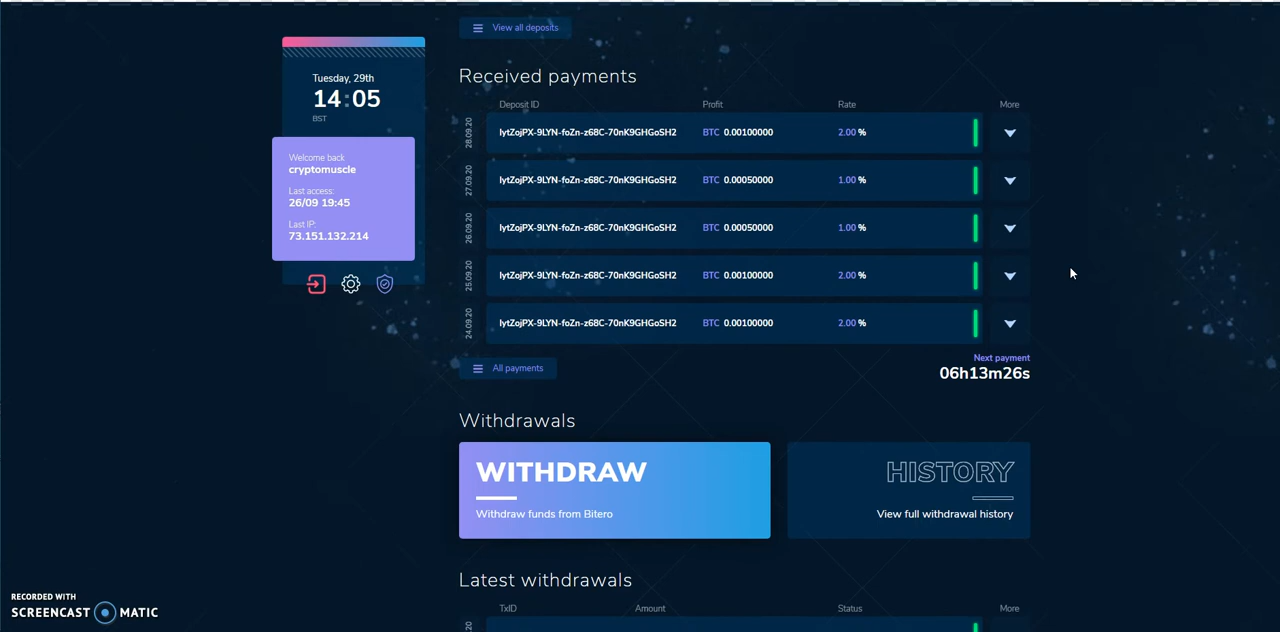 View all deposits
Tuesday, 29th
14:05
BST
Welcome back
cryptomuscle
Last access:
26/09 19:45
Last IP:
73.151.132.214
Received payments
Deposit ID Profit Rate More
28.09.20 IytZojPX-9LYN-foZn-z68C-70nK9GHGoSH2 BTC 0.00100000 2.00 %
27.09.20 IytZojPX-9LYN-foZn-z68C-70nK9GHGoSH2 BTC 0.00050000 1.00 %
26.09.20 IytZojPX-9LYN-foZn-z68C-70nK9GHGoSH2 BTC 0.00050000 1.00 %
25.09.20 IytZojPX-9LYN-foZn-z68C-70nK9GHGoSH2 BTC 0.00100000 2.00 %
24.09.20 IytZojPX-9LYN-foZn-z68C-70nK9GHGoSH2 BTC 0.00100000 2.00 %
All payments
Next payment
06h13m26s
Withdrawals
WITHDRAW
Withdraw funds from Bitero
HISTORY
View full withdrawal history
Latest withdrawals
TxID Amount Status More
20
RECORDED WITH
SCREENCAST MATIC